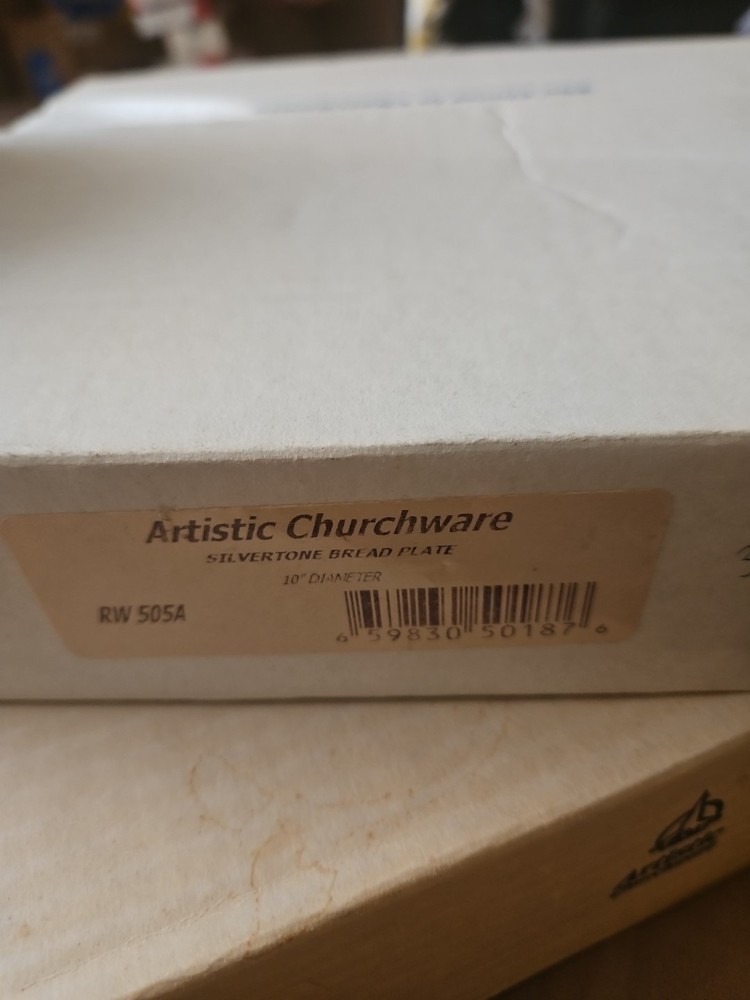 Artistic Churchware
SILVERTONE BREAD PLATE
10" DIAMETER
RW 505A
6 59830 50187 6